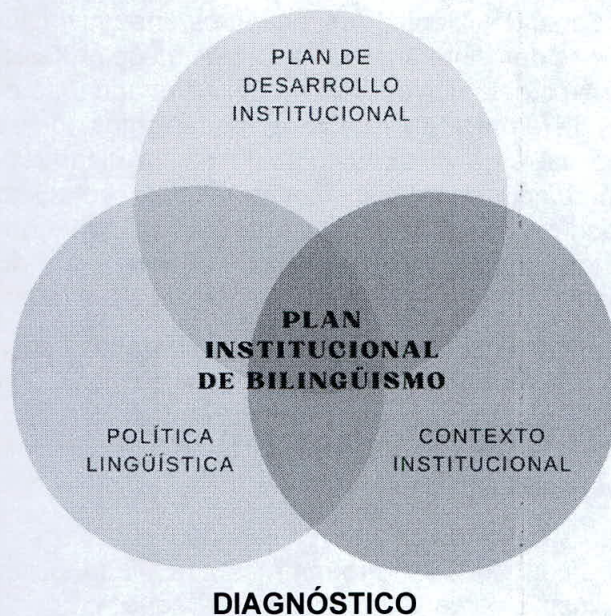 PLAN DE
DESARROLLO
INSTITUCIONAL
PLAN
INSTITUCIONAL
DE BILINGÜISMO
POLÍTICA
LINGÜÍSTICA
CONTEXTO
INSTITUCIONAL
DIAGNÓSTICO